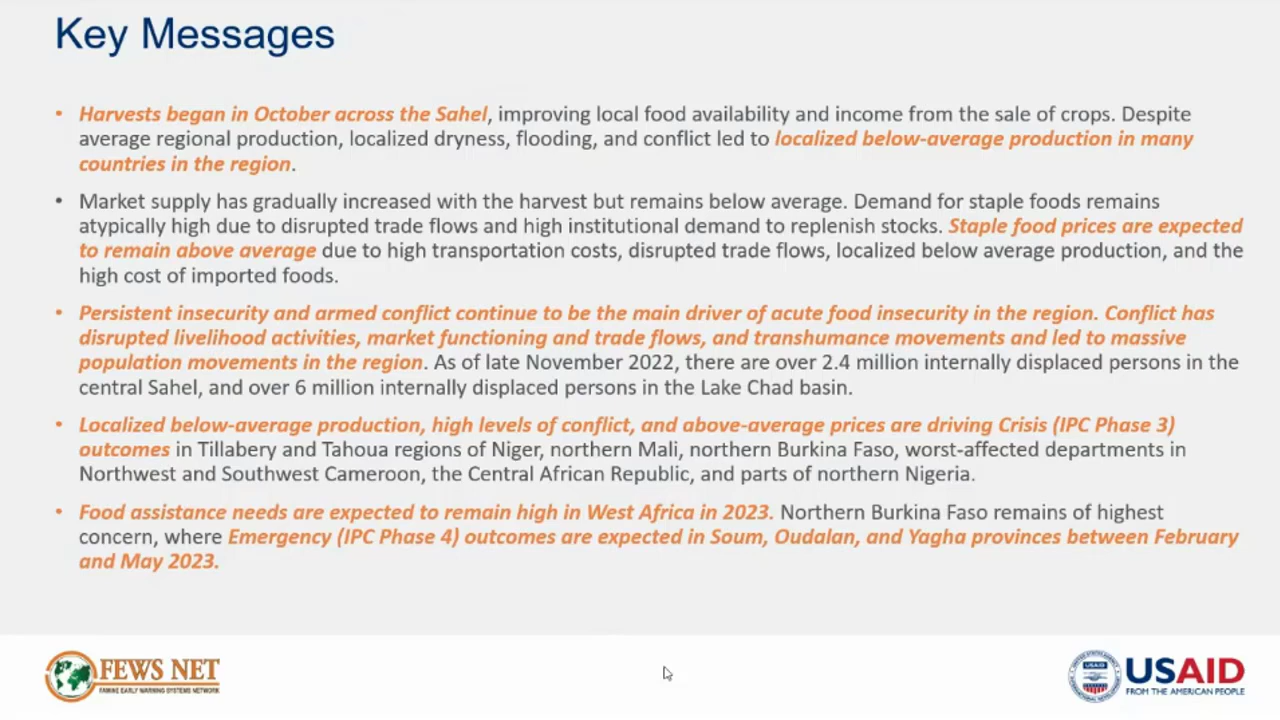 Key Messages
• Harvests began in October across the Sahel, improving local food availability and income from the sale of crops. Despite
average regional production, localized dryness, flooding, and conflict led to localized below-average production in many
countries in the region.
• Market supply has gradually increased with the harvest but remains below average. Demand for staple foods remains
atypically high due to disrupted trade flows and high institutional demand to replenish stocks. Staple food prices are expected
to remain above average due to high transportation costs, disrupted trade flows, localized below average production, and the
high cost of imported foods.
• Persistent insecurity and armed conflict continue to be the main driver of acute food insecurity in the region. Conflict has
disrupted livelihood activities, market functioning and trade flows, and transhumance movements and led to massive
population movements in the region. As of late November 2022, there are over 2.4 million internally displaced persons in the
central Sahel, and over 6 million internally displaced persons in the Lake Chad basin.
• Localized below-average production, high levels of conflict, and above-average prices are driving Crisis (IPC Phase 3)
outcomes in Tillabery and Tahoua regions of Niger, northern Mali, northern Burkina Faso, worst-affected departments in
Northwest and Southwest Cameroon, the Central African Republic, and parts of northern Nigeria.
• Food assistance needs are expected to remain high in West Africa in 2023. Northern Burkina Faso remains of highest
concern, where Emergency (IPC Phase 4) outcomes are expected in Soum, Oudalan, and Yagha provinces between February
and May 2023.
FEWS NET
FAMINE EARLY WARNING SYSTEMS NETWORK
USAID
USAID
FROM THE AMERICAN PEOPLE